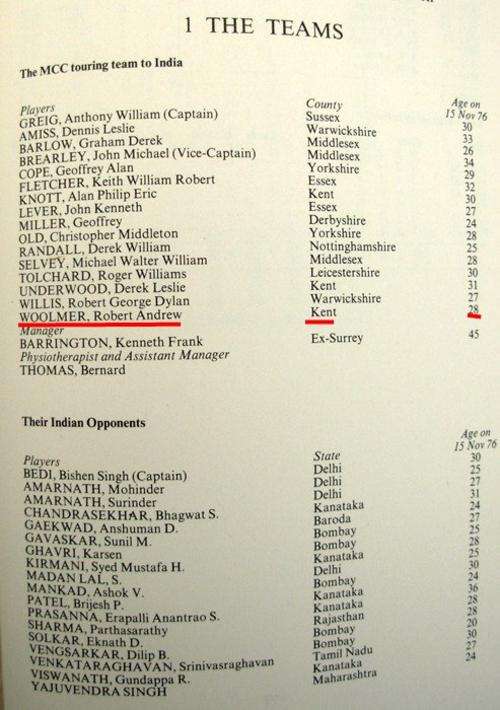 1 THE TEAMS
The MCC touring team to India
Players County Age on
15 Nov 76
GREIG, Anthony William (Captain) Sussex 30
AMISS, Dennis Leslie Warwickshire 33
BARLOW, Graham Derek Middlesex 26
BREARLEY, John Michael (Vice-Captain) Middlesex 34
COPE, Geoffrey Alan Yorkshire 29
FLETCHER, Keith William Robert Essex 32
KNOTT, Alan Philip Eric Kent 30
LEVER, John Kenneth Essex 27
MILLER, Geoffrey Derbyshire 24
OLD, Christopher Middleton Yorkshire 28
RANDALL, Derek William Nottinghamshire 25
SELVEY, Michael Walter William Middlesex 28
TOLCHARD, Roger Williams Leicestershire 30
UNDERWOOD, Derek Leslie Kent 31
WILLIS, Robert George Dylan Warwickshire 27
WOOLMER, Robert Andrew Kent 28
Manager
BARRINGTON, Kenneth Frank Ex-Surrey 45
Physiotherapist and Assistant Manager
THOMAS, Bernard
Their Indian Opponents
Age on
15 Nov 76
Players State
BEDI, Bishen Singh (Captain) Delhi 30
AMARNATH, Mohinder Delhi 25
AMARNATH, Surinder Delhi 27
CHANDRASEKHAR, Bhagwat S. Kanataka 31
GAEKWAD, Anshuman D. Baroda
GAVASKAR, Sunil M. Bombay 27
GHAVRI, Karsen Bombay 25
KIRMANI, Syed Mustafa H. Kanataka 28
MADAN LAL, S. Delhi 25
MANKAD, Ashok V. Bombay 30
PATEL, Brijesh P. Kanataka 24
PRASANNA, Erapalli Anantrao S. Kanataka 36
SHARMA, Parthasarathy Rajasthan 28
SOLKAR, Eknath D. Bombay 28
VENGSARKAR, Dilip B. Bombay 20
VENKATARAGHAVAN, Srinivasraghavan Tamil Nadu 30
VISWANATH, Gundappa R. Kanataka 27
YAJUVENDRA SINGH Maharashtra 24